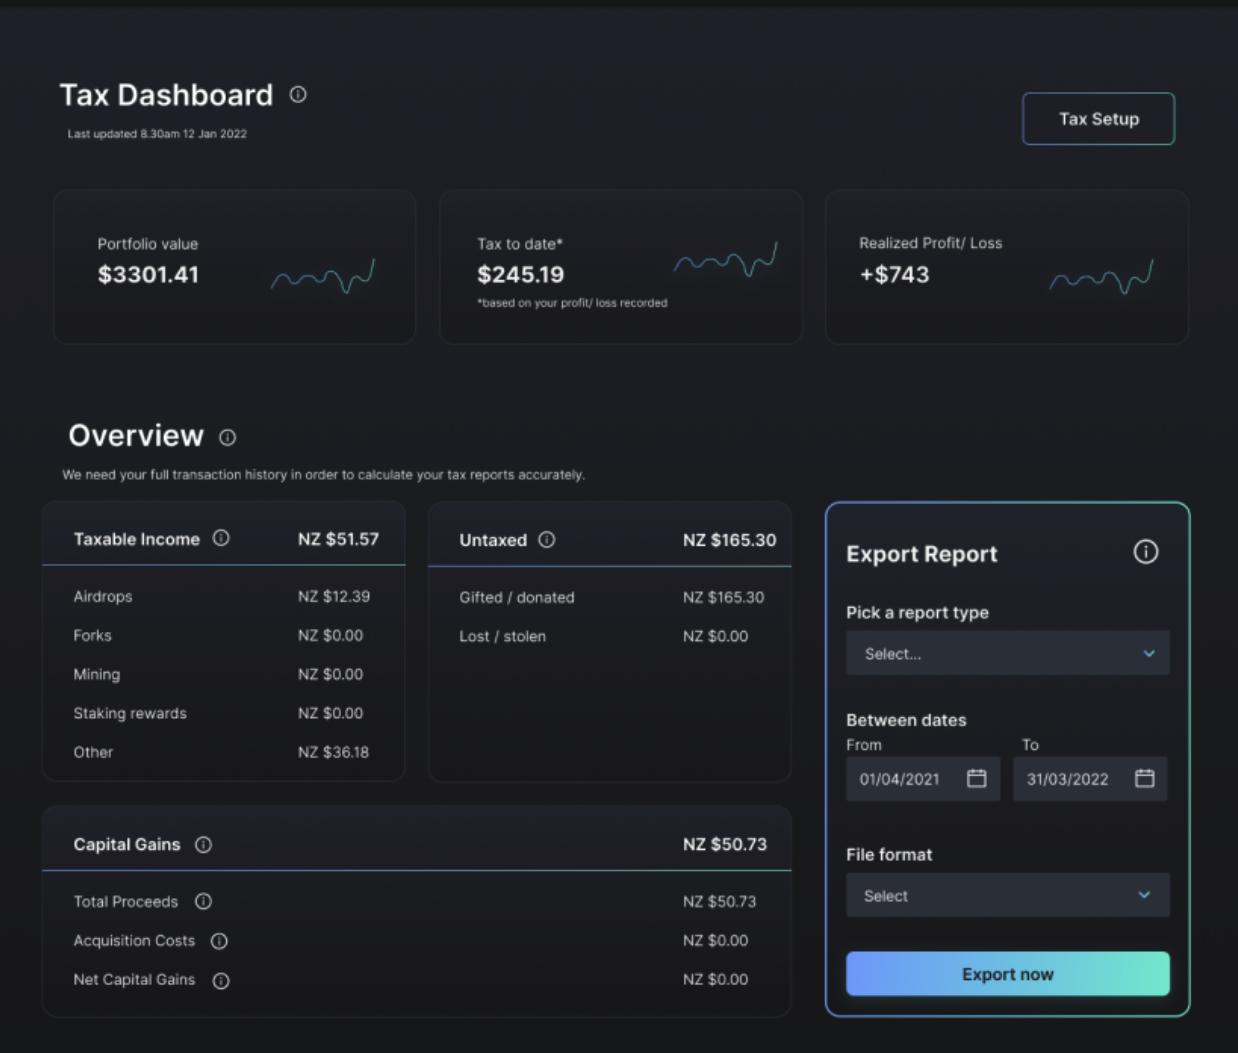 Tax Dashboard
Last updated 8.30am 12 Jan 2022
Tax Setup
Portfolio value
$3301.41
Tax to date*
$245.19
*based on your profit/ loss recorded
Realized Profit/ Loss
+$743
Overview
We need your full transaction history in order to calculate your tax reports accurately.
Taxable Income NZ $51.57
Airdrops NZ $12.39
Forks NZ $0.00
Mining NZ $0.00
Staking rewards NZ $0.00
Other NZ $36.18
Untaxed NZ $165.30
Gifted / donated NZ $165.30
Lost / stolen NZ $0.00
Capital Gains NZ $50.73
Total Proceeds NZ $50.73
Acquisition Costs NZ $0.00
Net Capital Gains NZ $0.00
Export Report
Pick a report type
Select...
Between dates
From To
01/04/2021 31/03/2022
File format
Select
Export now